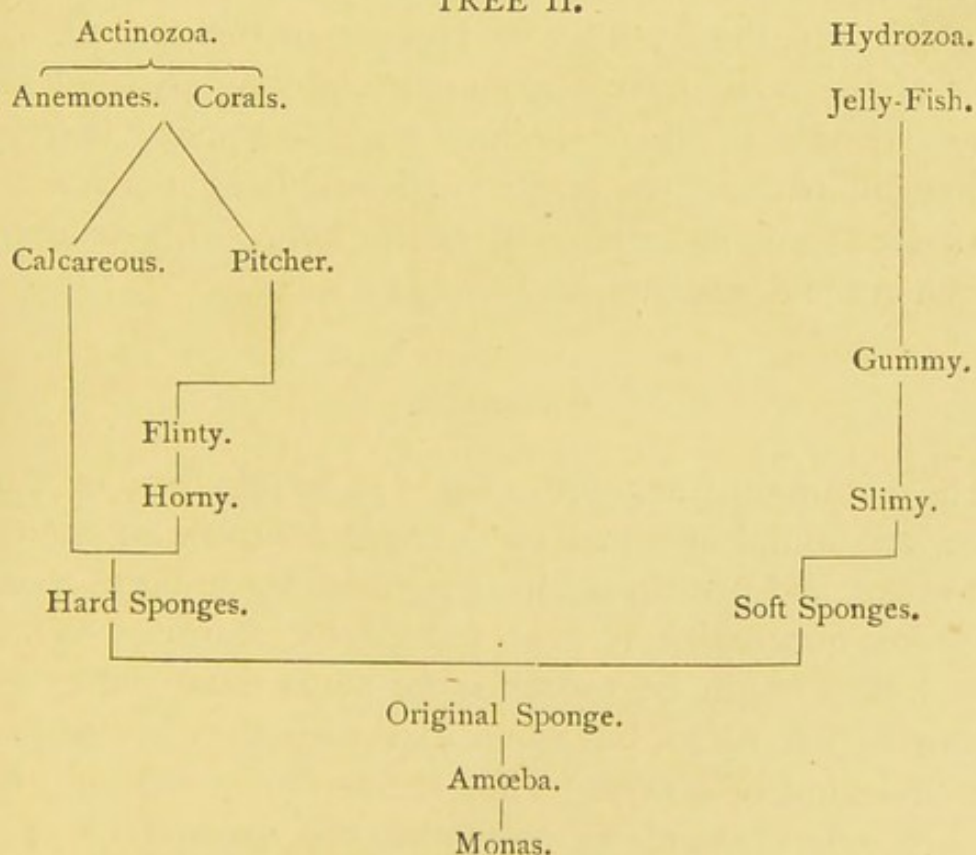 TREE II.
Actinozoa.
Hydrozoa.
Anemones. Corals.
Jelly-Fish.
Calcareous. Pitcher.
Gummy.
Flinty.
Horny.
Slimy.
Hard Sponges.
Soft Sponges.
Original Sponge.
Amœba.
Monas.